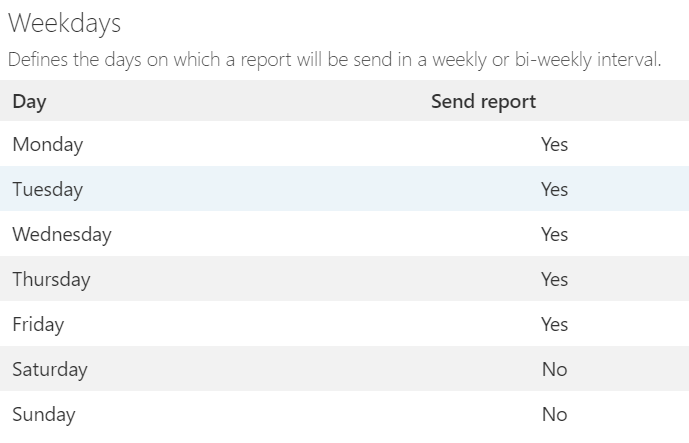 Weekdays
Defines the days on which a report will be send in a weekly or bi-weekly interval.
Day Send report
Monday Yes
Tuesday Yes
Wednesday Yes
Thursday Yes
Friday Yes
Saturday No
Sunday No